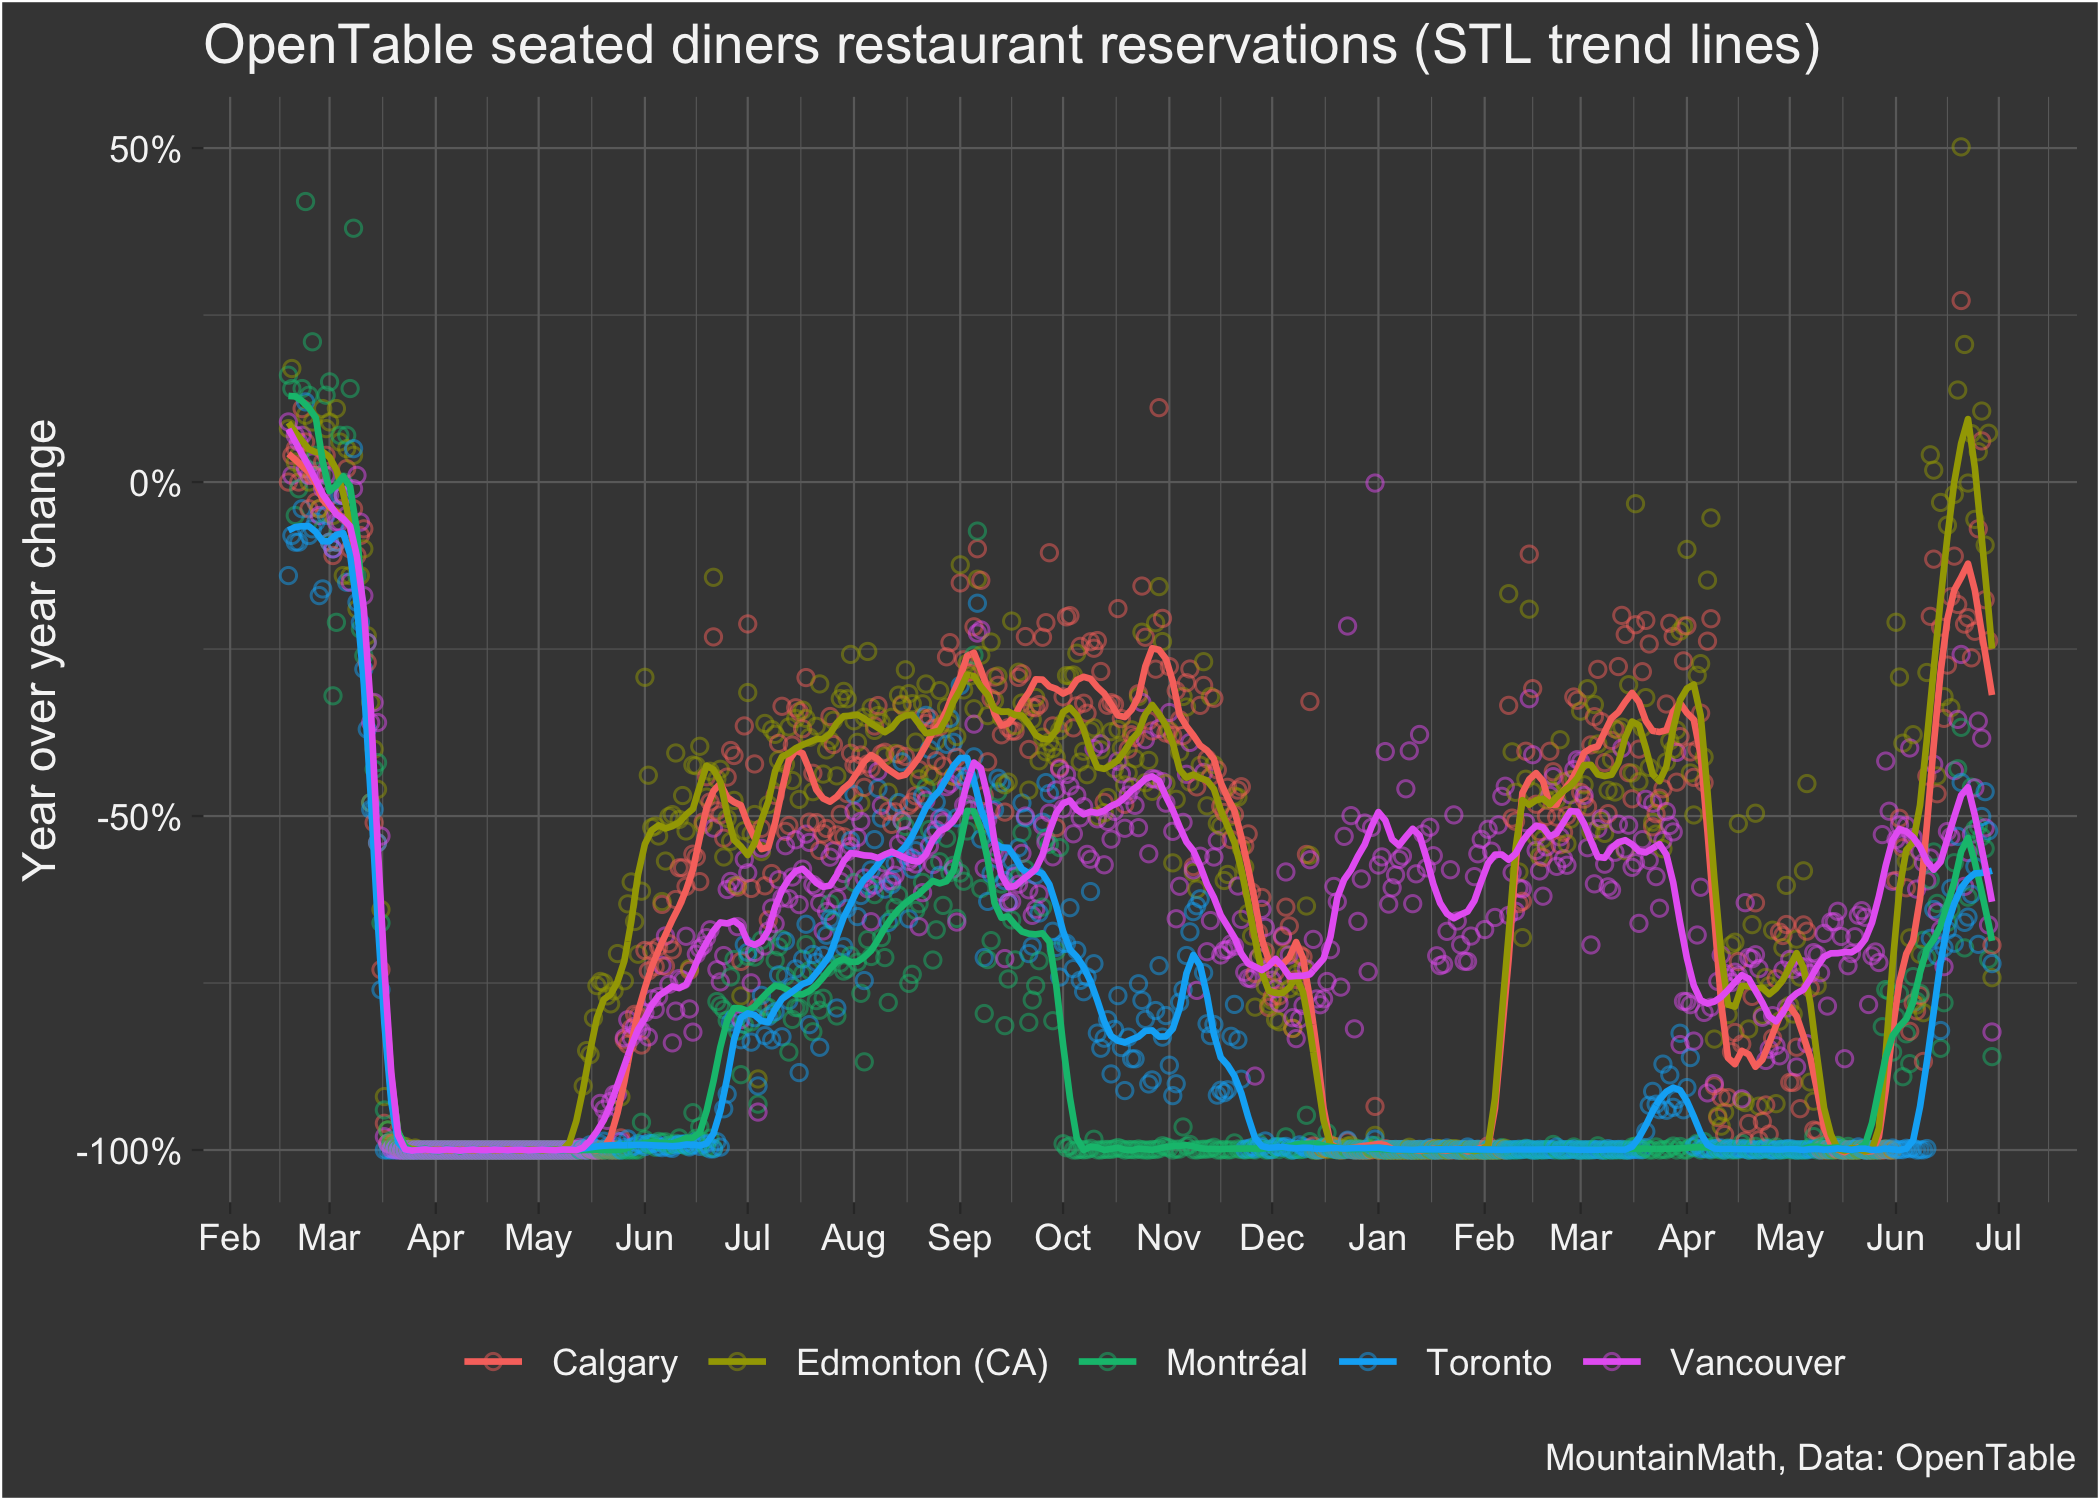 OpenTable seated diners restaurant reservations (STL trend lines)
Year over year change
50%
0%
-50%
-100%
Feb Mar Apr May Jun Jul Aug Sep Oct Nov Dec Jan Feb Mar Apr May Jun Jul
Calgary Edmonton (CA) Montréal Toronto Vancouver
MountainMath, Data: OpenTable